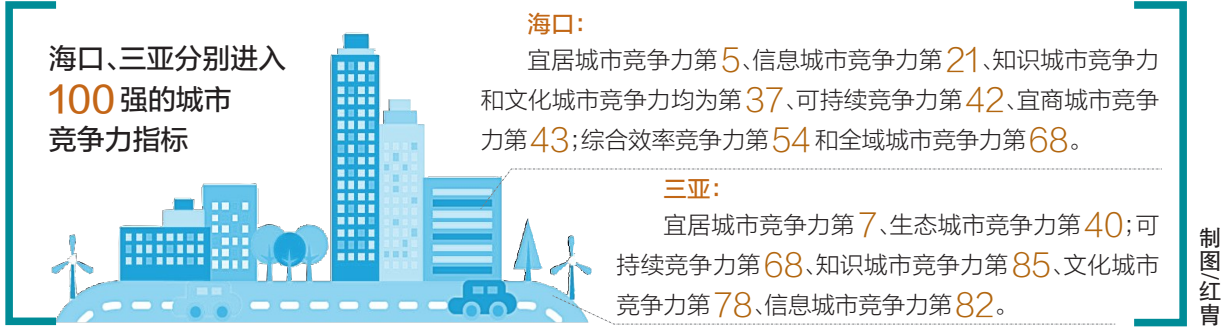 海口、三亚分别进入
100强的城市
竞争力指标
海口：
宜居城市竞争力第5、信息城市竞争力第21、知识城市竞争力
和文化城市竞争力均为第37、可持续竞争力第42、宜商城市竞争
力第43；综合效率竞争力第54和全域城市竞争力第68。
三亚：
宜居城市竞争力第7、生态城市竞争力第40；可
持续竞争力第68、知识城市竞争力第85、文化城市
竞争力第78、信息城市竞争力第82。
制图/红胄